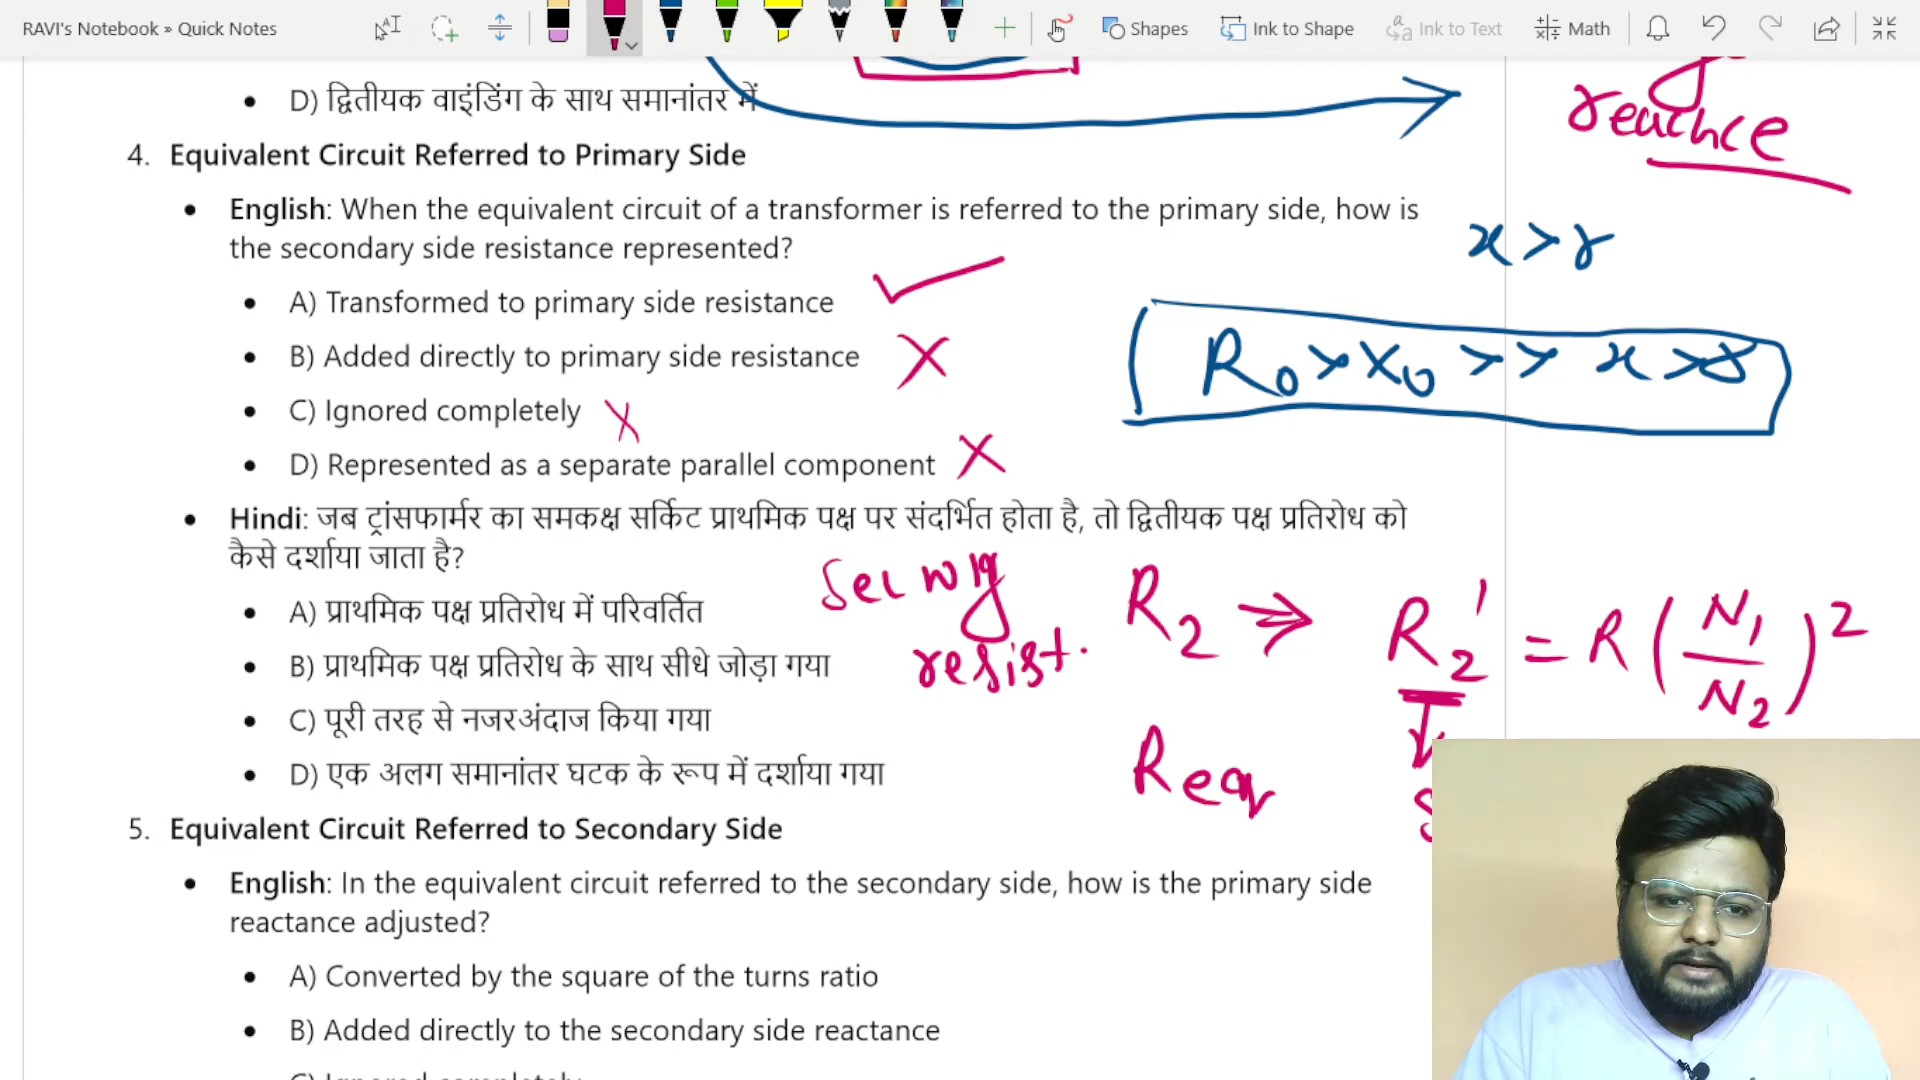 RAVI's Notebook » Quick Notes
Shapes
Ink to Shape
Ink to Text
Math
D) द्वितीयक वाइंडिंग के साथ समानांतर में
4. Equivalent Circuit Referred to Primary Side
English: When the equivalent circuit of a transformer is referred to the primary side, how is
the secondary side resistance represented?
x > r
A) Transformed to primary side resistance
B) Added directly to primary side resistance
R0 > X0 >> x > r
C) Ignored completely
D) Represented as a separate parallel component
Hindi: जब ट्रांसफार्मर का समकक्ष सर्किट प्राथमिक पक्ष पर संदर्भित होता है, तो द्वितीयक पक्ष प्रतिरोध को
कैसे दर्शाया जाता है?
A) प्राथमिक पक्ष प्रतिरोध में परिवर्तित
resist.
R2 ⇒ R2' = R (N1/N2)^2
B) प्राथमिक पक्ष प्रतिरोध के साथ सीधे जोड़ा गया
C) पूरी तरह से नजरअंदाज किया गया
D) एक अलग समानांतर घटक के रूप में दर्शाया गया
Req
5. Equivalent Circuit Referred to Secondary Side
English: In the equivalent circuit referred to the secondary side, how is the primary side
reactance adjusted?
A) Converted by the square of the turns ratio
B) Added directly to the secondary side reactance
C) Ignored completely